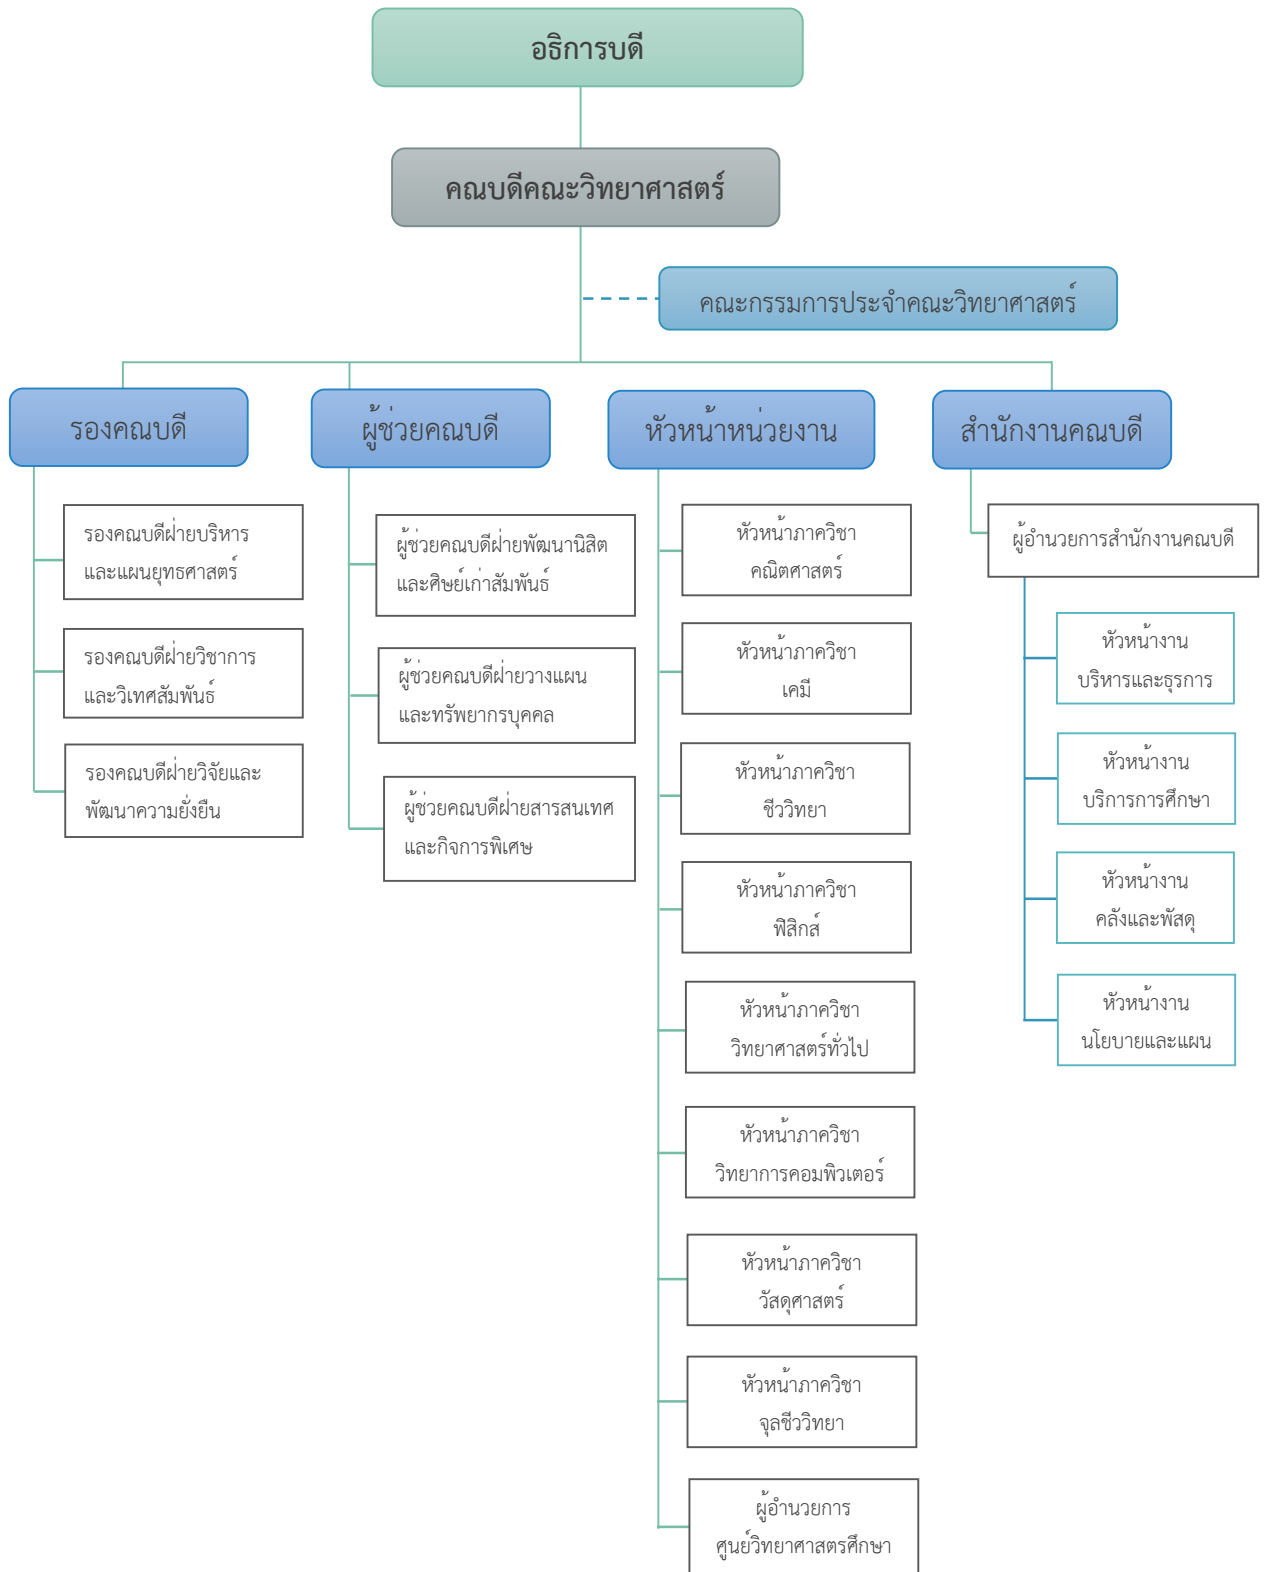 อธิการบดี
คณบดีคณะวิทยาศาสตร์
คณะกรรมการประจำคณะวิทยาศาสตร์
รองคณบดี
รองคณบดีฝ่ายบริหาร
และแผนยุทธศาสตร์
รองคณบดีฝ่ายวิชาการ
และวิเทศสัมพันธ์
รองคณบดีฝ่ายวิจัยและ
พัฒนาความยั่งยืน
ผู้ช่วยคณบดี
ผู้ช่วยคณบดีฝ่ายพัฒนานิสิต
และศิษย์เก่าสัมพันธ์
ผู้ช่วยคณบดีฝ่ายวางแผน
และทรัพยากรบุคคล
ผู้ช่วยคณบดีฝ่ายสารสนเทศ
และกิจการพิเศษ
หัวหน้าหน่วยงาน
หัวหน้าภาควิชา
คณิตศาสตร์
หัวหน้าภาควิชา
เคมี
หัวหน้าภาควิชา
ชีววิทยา
หัวหน้าภาควิชา
ฟิสิกส์
หัวหน้าภาควิชา
วิทยาศาสตร์ทั่วไป
หัวหน้าภาควิชา
วิทยาการคอมพิวเตอร์
หัวหน้าภาควิชา
วัสดุศาสตร์
หัวหน้าภาควิชา
จุลชีววิทยา
ผู้อำนวยการ
ศูนย์วิทยาศาสตรศึกษา
สำนักงานคณบดี
ผู้อำนวยการสำนักงานคณบดี
หัวหน้างาน
บริหารและธุรการ
หัวหน้างาน
บริการการศึกษา
หัวหน้างาน
คลังและพัสดุ
หัวหน้างาน
นโยบายและแผน